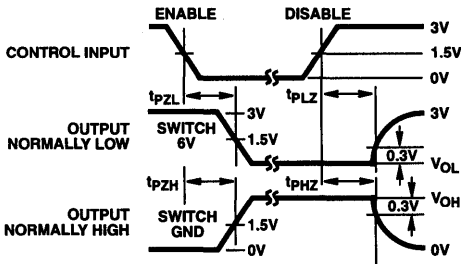 ENABLE
DISABLE
CONTROL INPUT
3V
1.5V
0V
tPZL
tPLZ
OUTPUT
NORMALLY LOW
SWITCH
6V
3V
1.5V
3V
0.3V
VOL
tPZH
tPHZ
OUTPUT
NORMALLY HIGH
SWITCH
GND
1.5V
0V
VOH
0.3V
0V